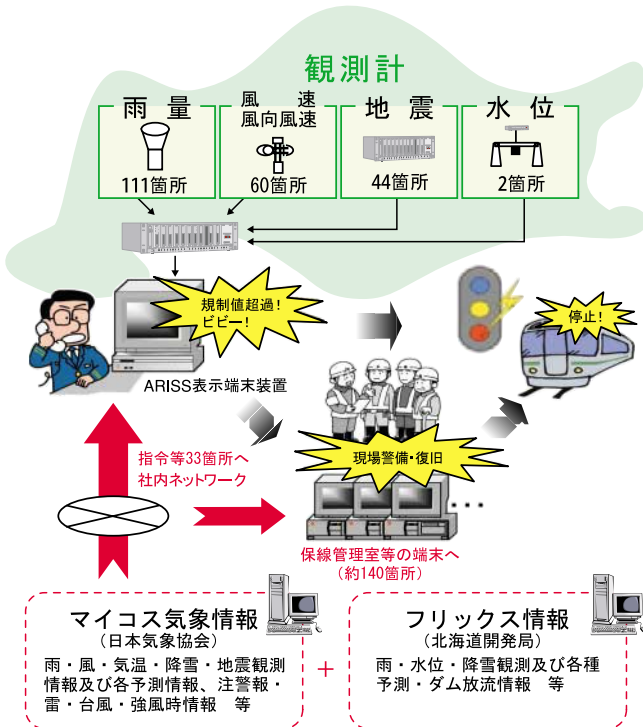 観測計
雨量
111箇所
風速
風向風速
60箇所
地震
44箇所
水位
2箇所
規制値超過！
ビビー！
停止！
ARISS表示端末装置
現場警備・復旧
指令等33箇所へ
社内ネットワーク
保線管理室等の端末へ
（約140箇所）
マイコス気象情報
（日本気象協会）
雨・風・気温・降雪・地震観測
情報及び各予測情報、注警報・
雷・台風・強風時情報　等
+
フリックス情報
（北海道開発局）
雨・水位・降雪観測及び各種
予測・ダム放流情報　等